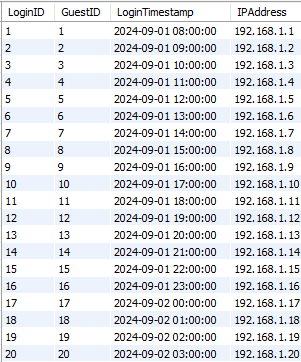 LoginID GuestID LoginTimestamp IPAddress
1 1 2024-09-01 08:00:00 192.168.1.1
2 2 2024-09-01 09:00:00 192.168.1.2
3 3 2024-09-01 10:00:00 192.168.1.3
4 4 2024-09-01 11:00:00 192.168.1.4
5 5 2024-09-01 12:00:00 192.168.1.5
6 6 2024-09-01 13:00:00 192.168.1.6
7 7 2024-09-01 14:00:00 192.168.1.7
8 8 2024-09-01 15:00:00 192.168.1.8
9 9 2024-09-01 16:00:00 192.168.1.9
10 10 2024-09-01 17:00:00 192.168.1.10
11 11 2024-09-01 18:00:00 192.168.1.11
12 12 2024-09-01 19:00:00 192.168.1.12
13 13 2024-09-01 20:00:00 192.168.1.13
14 14 2024-09-01 21:00:00 192.168.1.14
15 15 2024-09-01 22:00:00 192.168.1.15
16 16 2024-09-01 23:00:00 192.168.1.16
17 17 2024-09-02 00:00:00 192.168.1.17
18 18 2024-09-02 01:00:00 192.168.1.18
19 19 2024-09-02 02:00:00 192.168.1.19
20 20 2024-09-02 03:00:00 192.168.1.20